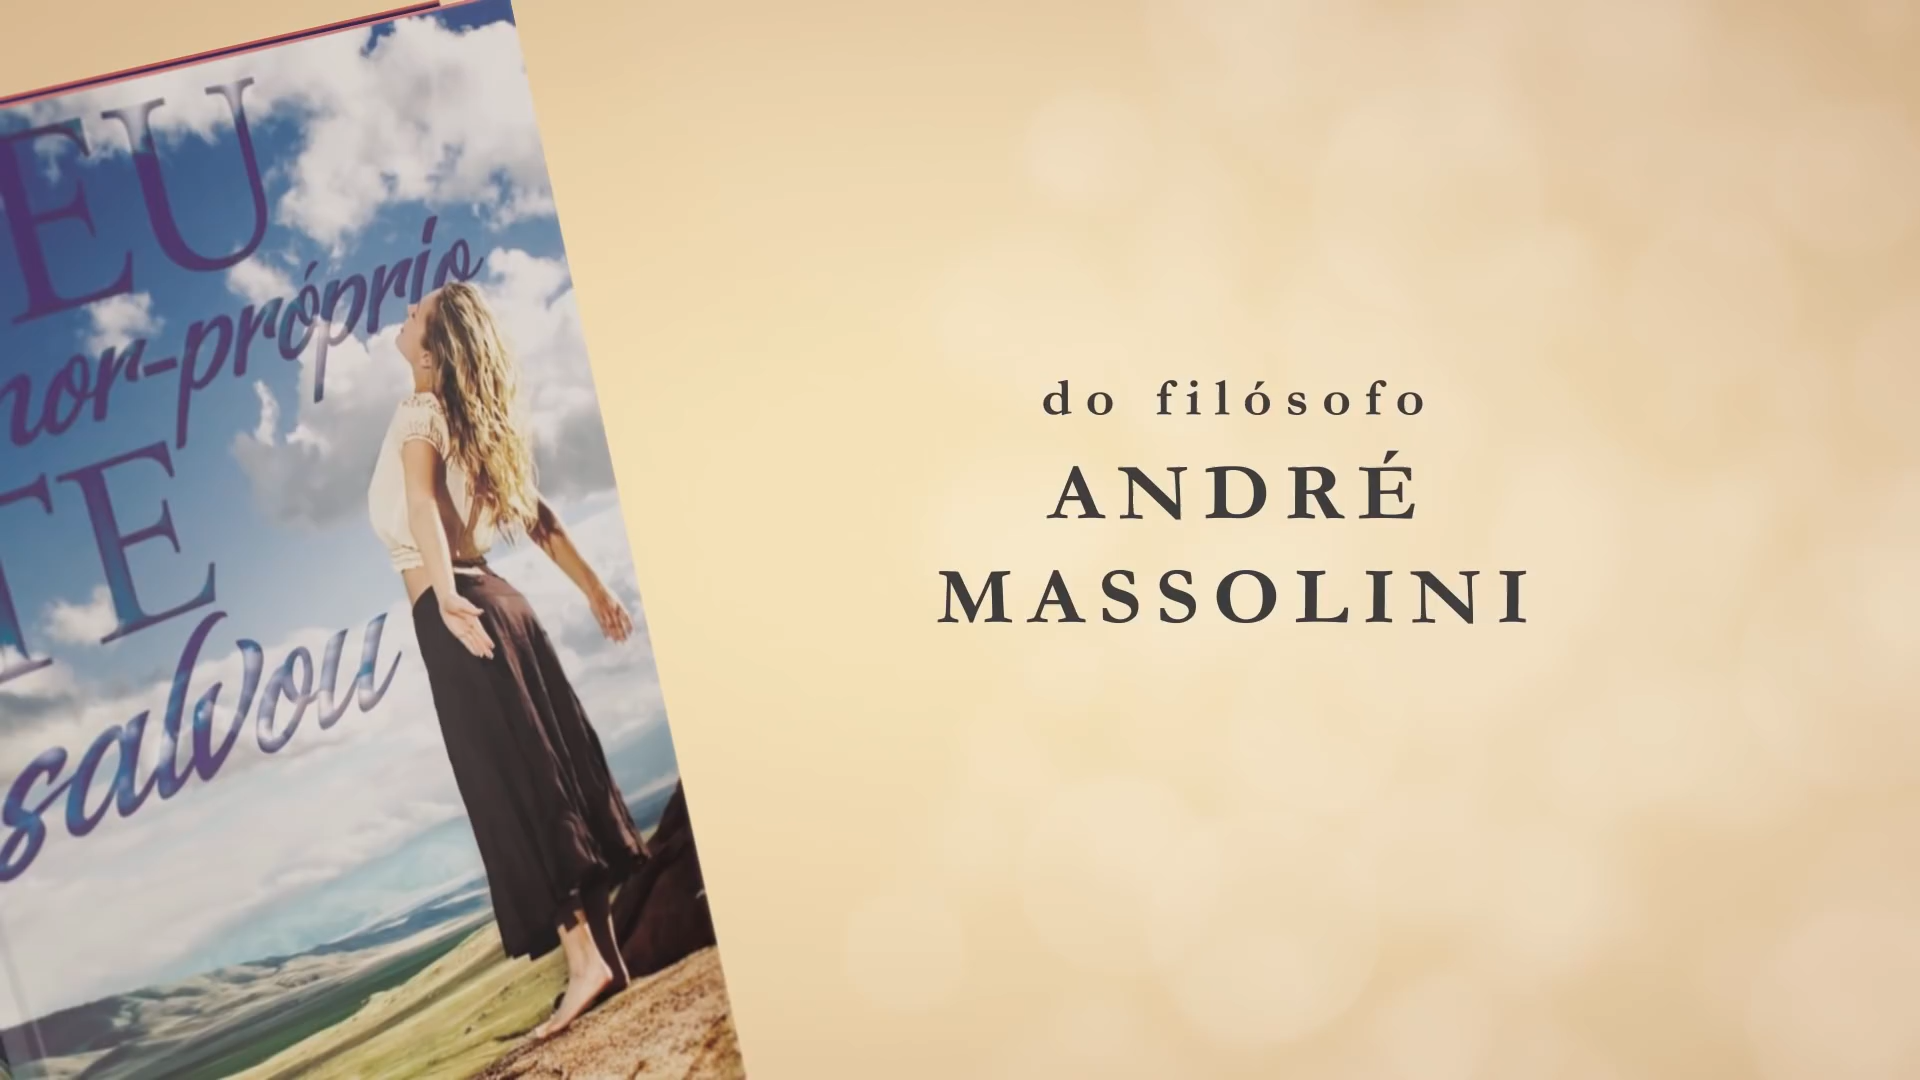 EU
mor-próprio
TE
salvou
do filósofo
ANDRÉ
MASSOLINI